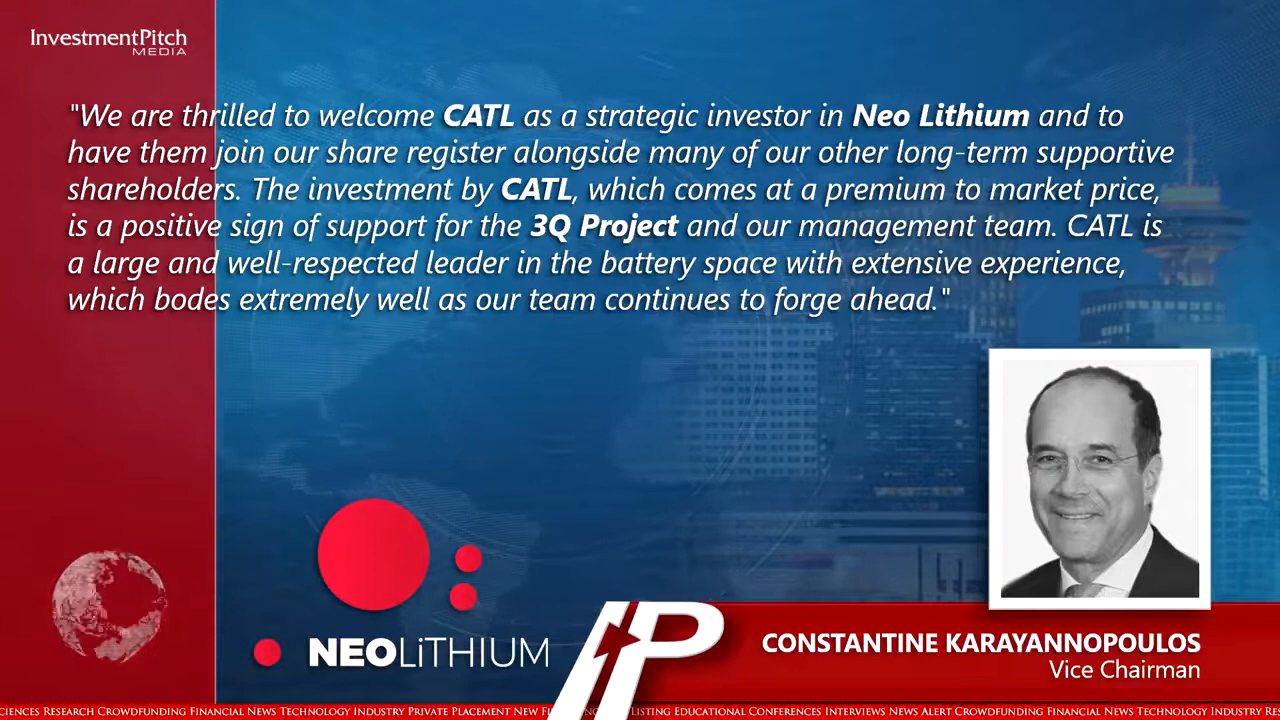 InvestmentPitch
MEDIA
"We are thrilled to welcome CATL as a strategic investor in Neo Lithium and to
have them join our share register alongside many of our other long-term supportive
shareholders. The investment by CATL, which comes at a premium to market price,
is a positive sign of support for the 3Q Project and our management team. CATL is
a large and well-respected leader in the battery space with extensive experience,
which bodes extremely well as our team continues to forge ahead."
NEOLiTHIUM
IP
CONSTANTINE KARAYANNOPOULOS
Vice Chairman
CIENCES RESEARCH CROWDFUNDING FINANCIAL NEWS TECHNOLOGY INDUSTRY PRIVATE PLACEMENT NEW LISTING EDUCATIONAL CONFERENCES INTERVIEWS NEWS ALERT CROWDFUNDING FINANCIAL NEWS TECHNOLOGY INDUSTRY RE